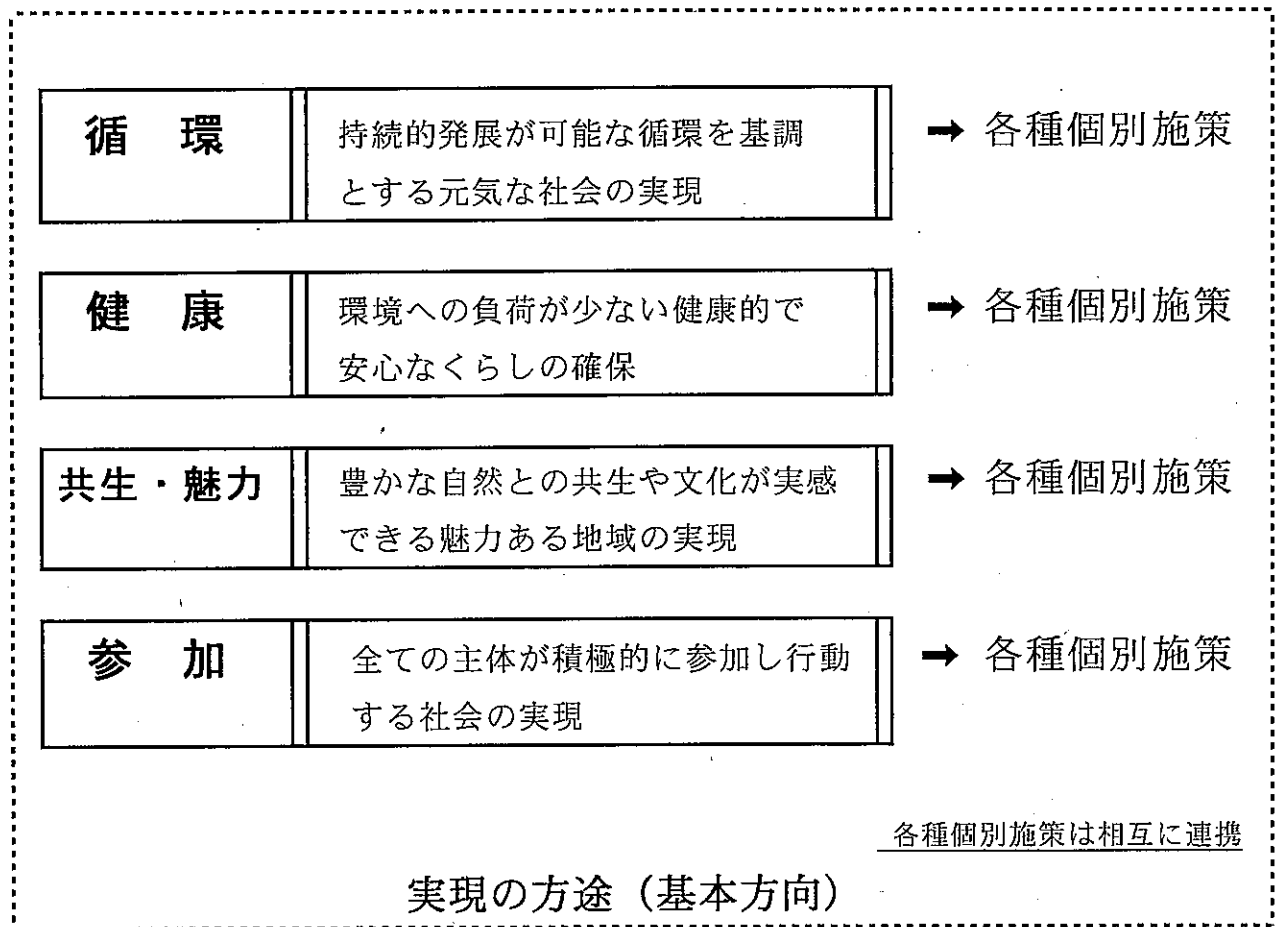 循 環
持続的発展が可能な循環を基調
とする元気な社会の実現
➡ 各種個別施策
健 康
環境への負荷が少ない健康的で
安心なくらしの確保
➡ 各種個別施策
共生・魅力
豊かな自然との共生や文化が実感
できる魅力ある地域の実現
➡ 各種個別施策
参 加
全ての主体が積極的に参加し行動
する社会の実現
➡ 各種個別施策
各種個別施策は相互に連携
実現の方途（基本方向）